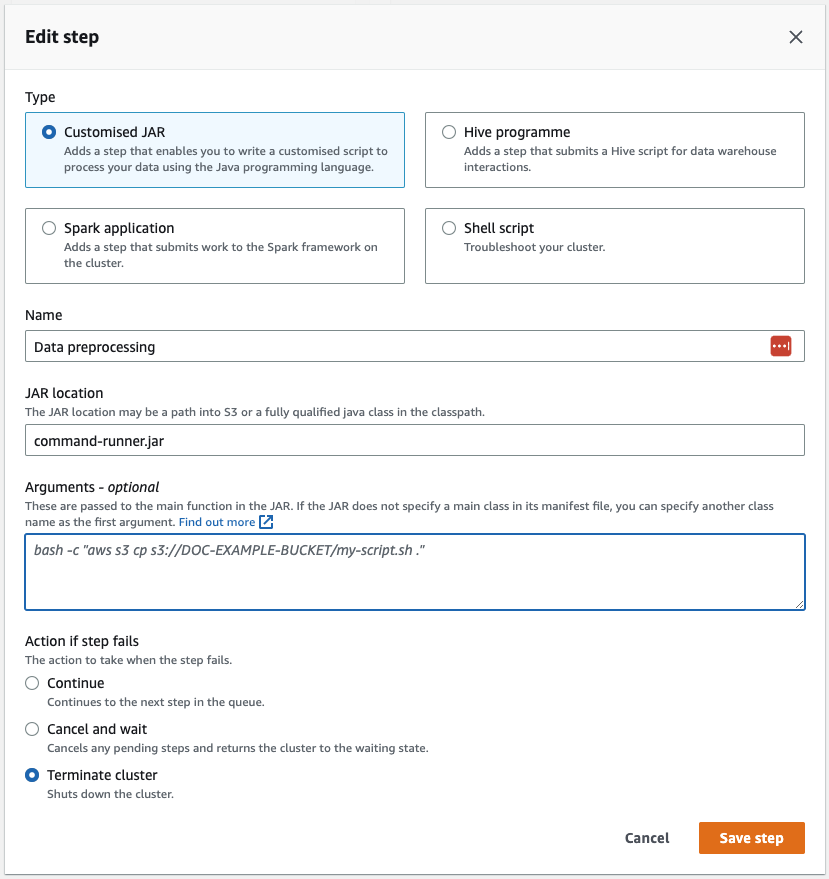 Edit step
Type
Customised JAR
Adds a step that enables you to write a customised script to
process your data using the Java programming language.
Hive programme
Adds a step that submits a Hive script for data warehouse
interactions.
Spark application
Adds a step that submits work to the Spark framework on
the cluster.
Shell script
Troubleshoot your cluster.
Name
Data preprocessing
JAR location
The JAR location may be a path into S3 or a fully qualified java class in the classpath.
command-runner.jar
Arguments - optional
These are passed to the main function in the JAR. If the JAR does not specify a main class in its manifest file, you can specify another class
name as the first argument. Find out more
bash -c "aws s3 cp s3://DOC-EXAMPLE-BUCKET/my-script.sh ."
Action if step fails
The action to take when the step fails.
Continue
Continues to the next step in the queue.
Cancel and wait
Cancels any pending steps and returns the cluster to the waiting state.
Terminate cluster
Shuts down the cluster.
Cancel
Save step